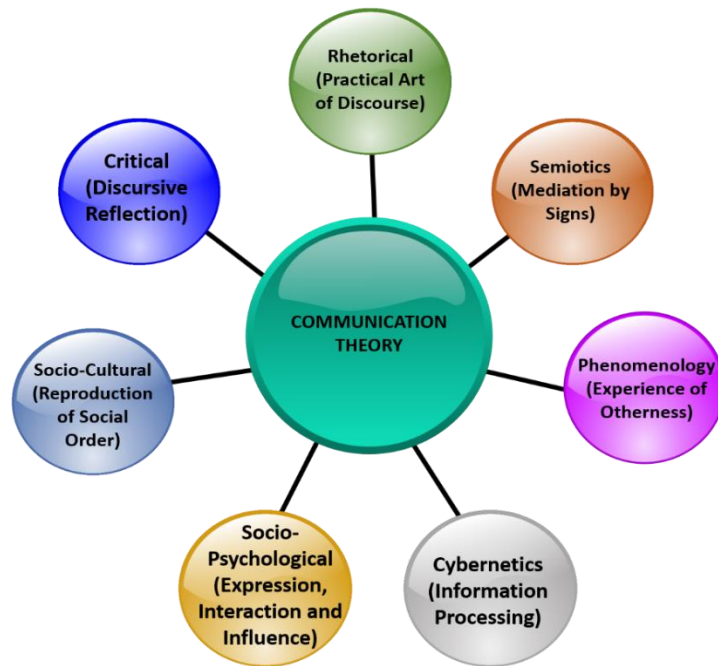 Rhetorical
(Practical Art
of Discourse)
Semiotics
(Mediation by
Signs)
Phenomenology
(Experience of
Otherness)
Cybernetics
(Information
Processing)
Socio-
Psychological
(Expression,
Interaction and
Influence)
Socio-Cultural
(Reproduction
of Social
Order)
Critical
(Discursive
Reflection)
COMMUNICATION
THEORY